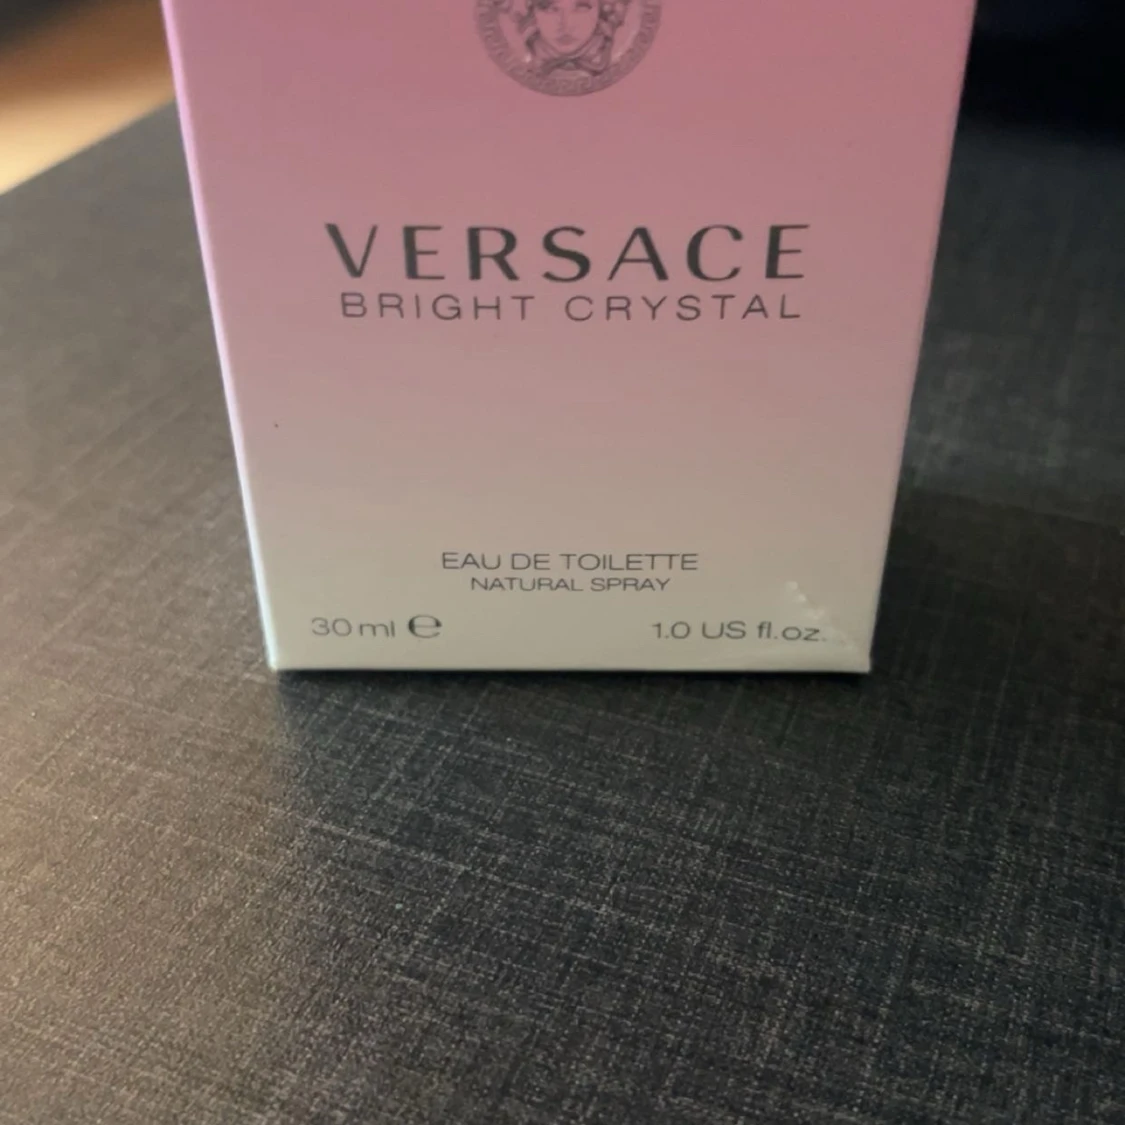 VERSACE
BRIGHT CRYSTAL
EAU DE TOILETTE
NATURAL SPRAY
30 ml ℮
1.0 US fl.oz.